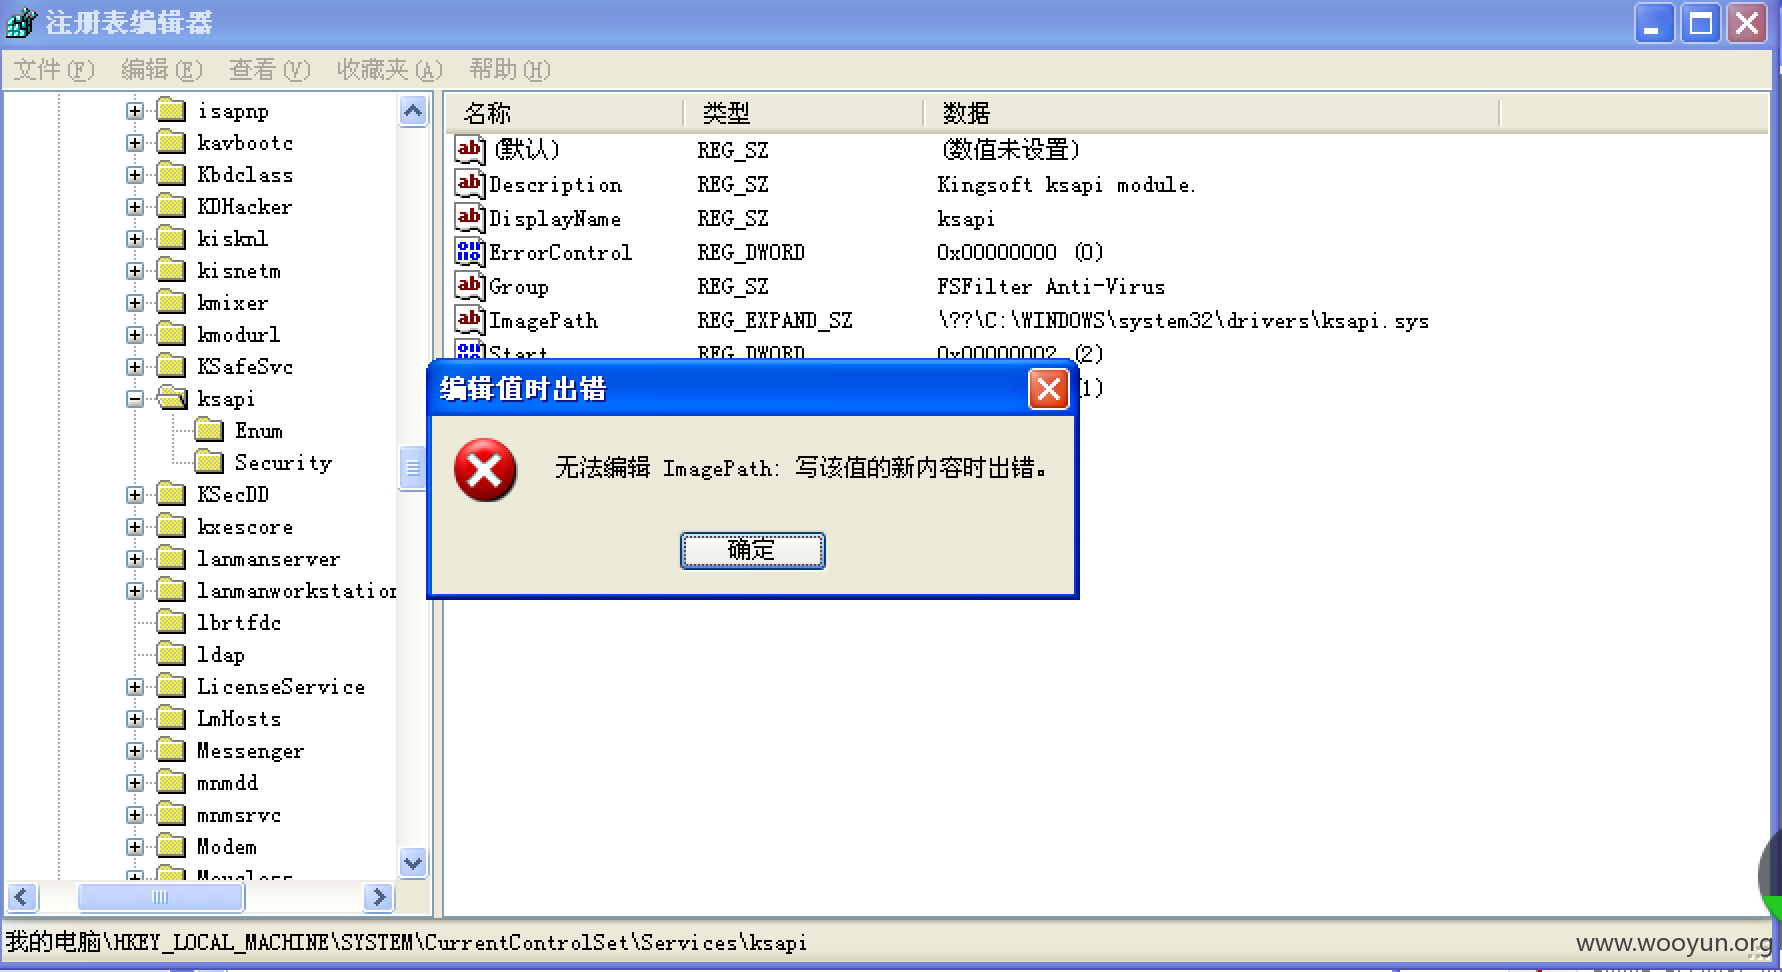 注册表编辑器
文件(F) 编辑(E) 查看(V) 收藏夹(A) 帮助(H)
isapnp
kavbootc
Kbdclass
KDHacker
kisknl
kisnetm
kmixer
kmodurl
KSafeSvc
ksapi
Enum
Security
KSecDD
kxescore
lanmanserver
lanmanworkstation
lbrtfdc
ldap
LicenseService
LmHosts
Messenger
mnmdd
mnmsrvc
Modem
Mouclass
名称 类型 数据
(默认) REG_SZ (数值未设置)
Description REG_SZ Kingsoft ksapi module.
DisplayName REG_SZ ksapi
ErrorControl REG_DWORD 0x00000000 (0)
Group REG_SZ FSFilter Anti-Virus
ImagePath REG_EXPAND_SZ \??\C:\WINDOWS\system32\drivers\ksapi.sys
Start REG_DWORD 0x00000002 (2)
(1)
编辑值时出错
无法编辑 ImagePath: 写该值的新内容时出错。
确定
我的电脑\HKEY_LOCAL_MACHINE\SYSTEM\CurrentControlSet\Services\ksapi
www.wooyun.org